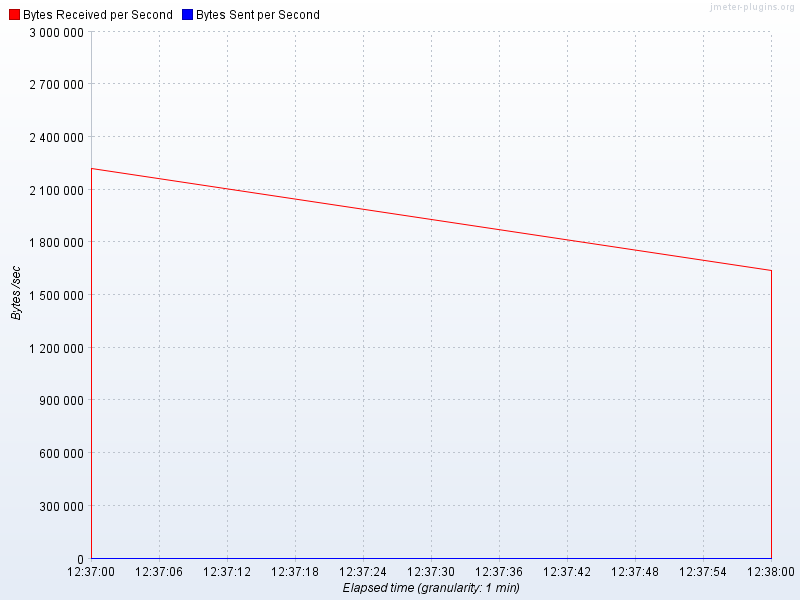 jmeter-plugins.org
Bytes Received per Second Bytes Sent per Second
3 000 000
2 700 000
2 400 000
2 100 000
1 800 000
1 500 000
1 200 000
900 000
600 000
300 000
0
Bytes /sec
12:37:00 12:37:06 12:37:12 12:37:18 12:37:24 12:37:30 12:37:36 12:37:42 12:37:48 12:37:54 12:38:00
Elapsed time (granularity: 1 min)